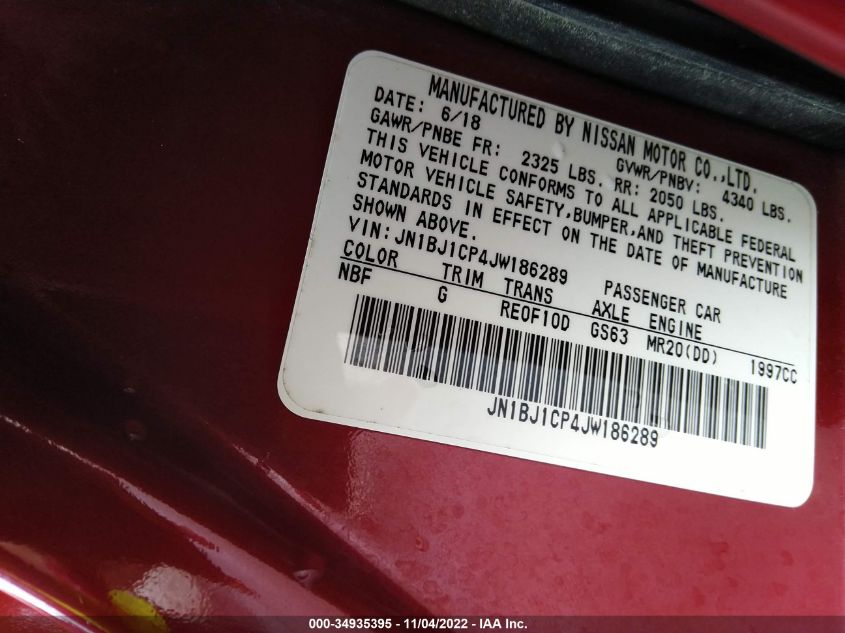 MANUFACTURED BY NISSAN MOTOR CO.,LTD.
DATE: 6/18 GVWR/PNBV: 4340 LBS.
GAWR/PNBE FR: 2325 LBS. RR: 2050 LBS.
THIS VEHICLE CONFORMS TO ALL APPLICABLE FEDERAL
MOTOR VEHICLE SAFETY,BUMPER,AND THEFT PREVENTION
STANDARDS IN EFFECT ON THE DATE OF MANUFACTURE
SHOWN ABOVE.
VIN:JN1BJ1CP4JW186289 PASSENGER CAR
COLOR TRIM TRANS AXLE ENGINE
NBF G RE0F10D GS63 MR20(DD) 1997CC
JN1BJ1CP4JW186289
000-34935395 - 11/04/2022 - IAA Inc.